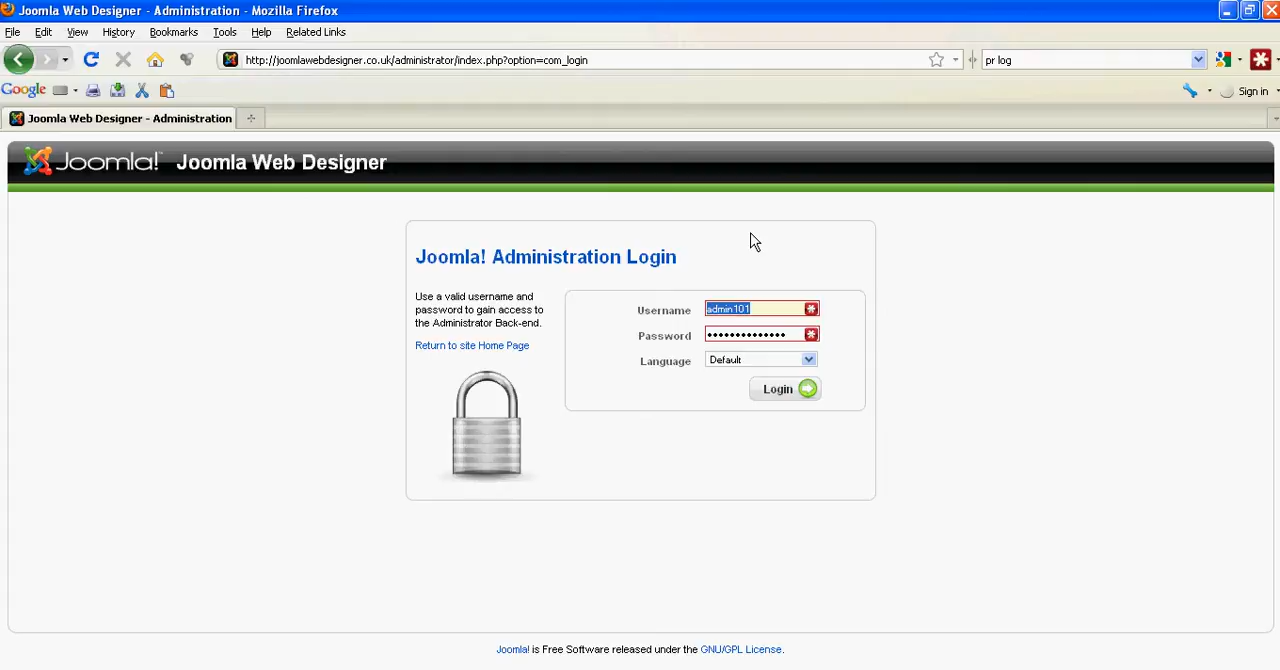 Joomla Web Designer - Administration - Mozilla Firefox
File Edit View History Bookmarks Tools Help Related Links
http://joomlawebdesigner.co.uk/administrator/index.php?option=com_login
pr log
Google
Sign in
Joomla Web Designer - Administration
Joomla! Joomla Web Designer
Joomla! Administration Login
Use a valid username and
password to gain access to
the Administrator Back-end.
Return to site Home Page
Username admin101
Password ••••••••••••••
Language Default
Login
Joomla! is Free Software released under the GNU/GPL License.